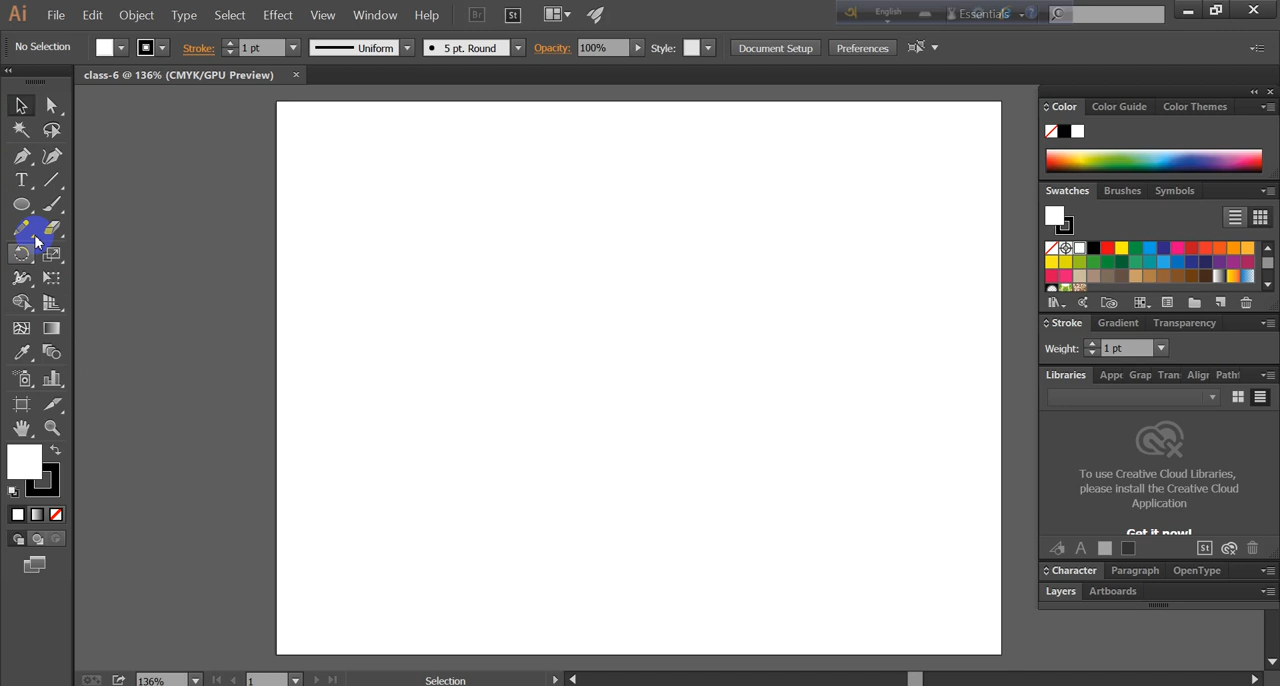 Ai File Edit Object Type Select Effect View Window Help Br St English Essentials
No Selection Stroke: 1 pt Uniform 5 pt. Round Opacity: 100% Style: Document Setup Preferences
class-6 @ 136% (CMYK/GPU Preview)
Color Color Guide Color Themes
Swatches Brushes Symbols
Stroke Gradient Transparency
Weight: 1 pt
Libraries Appe Grap Tran Align Pathf
To use Creative Cloud Libraries,
please install the Creative Cloud
Application
Get it now!
St
Character Paragraph OpenType
Layers Artboards
136% 1 Selection